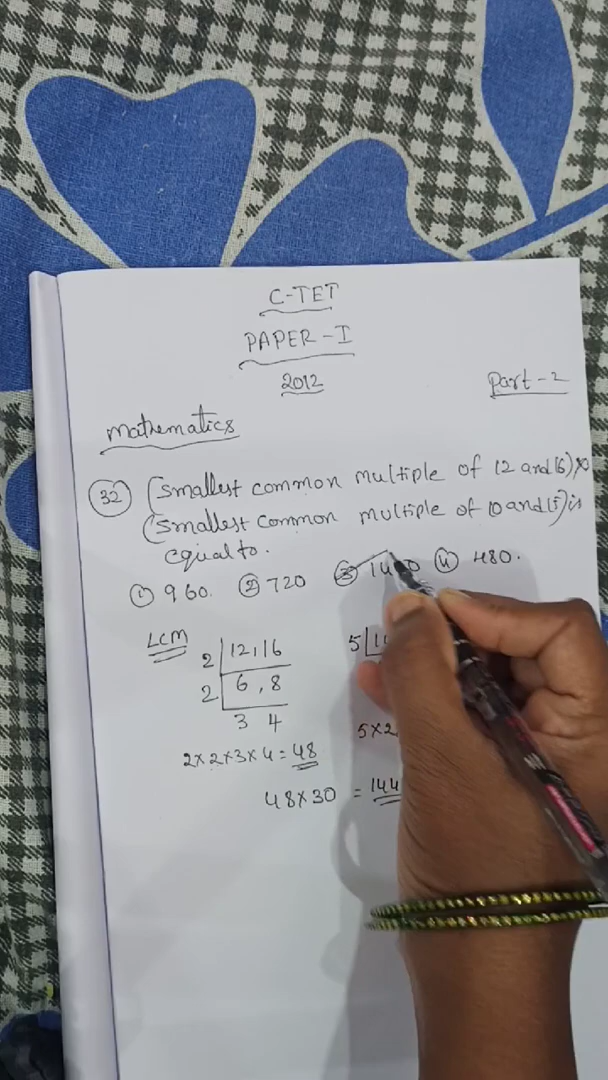 C-TET
PAPER-I
2012
Part-2
Mathematics
32 (Smallest common multiple of 12 and 16) x
(Smallest common multiple of 10 and 15) is
equal to.
① 960. ② 720 ③ ④ 480.
LCM
2 | 12, 16
2 | 6, 8
3 4
2x2x3x4 = 48
5
5x2
48x30 = 144